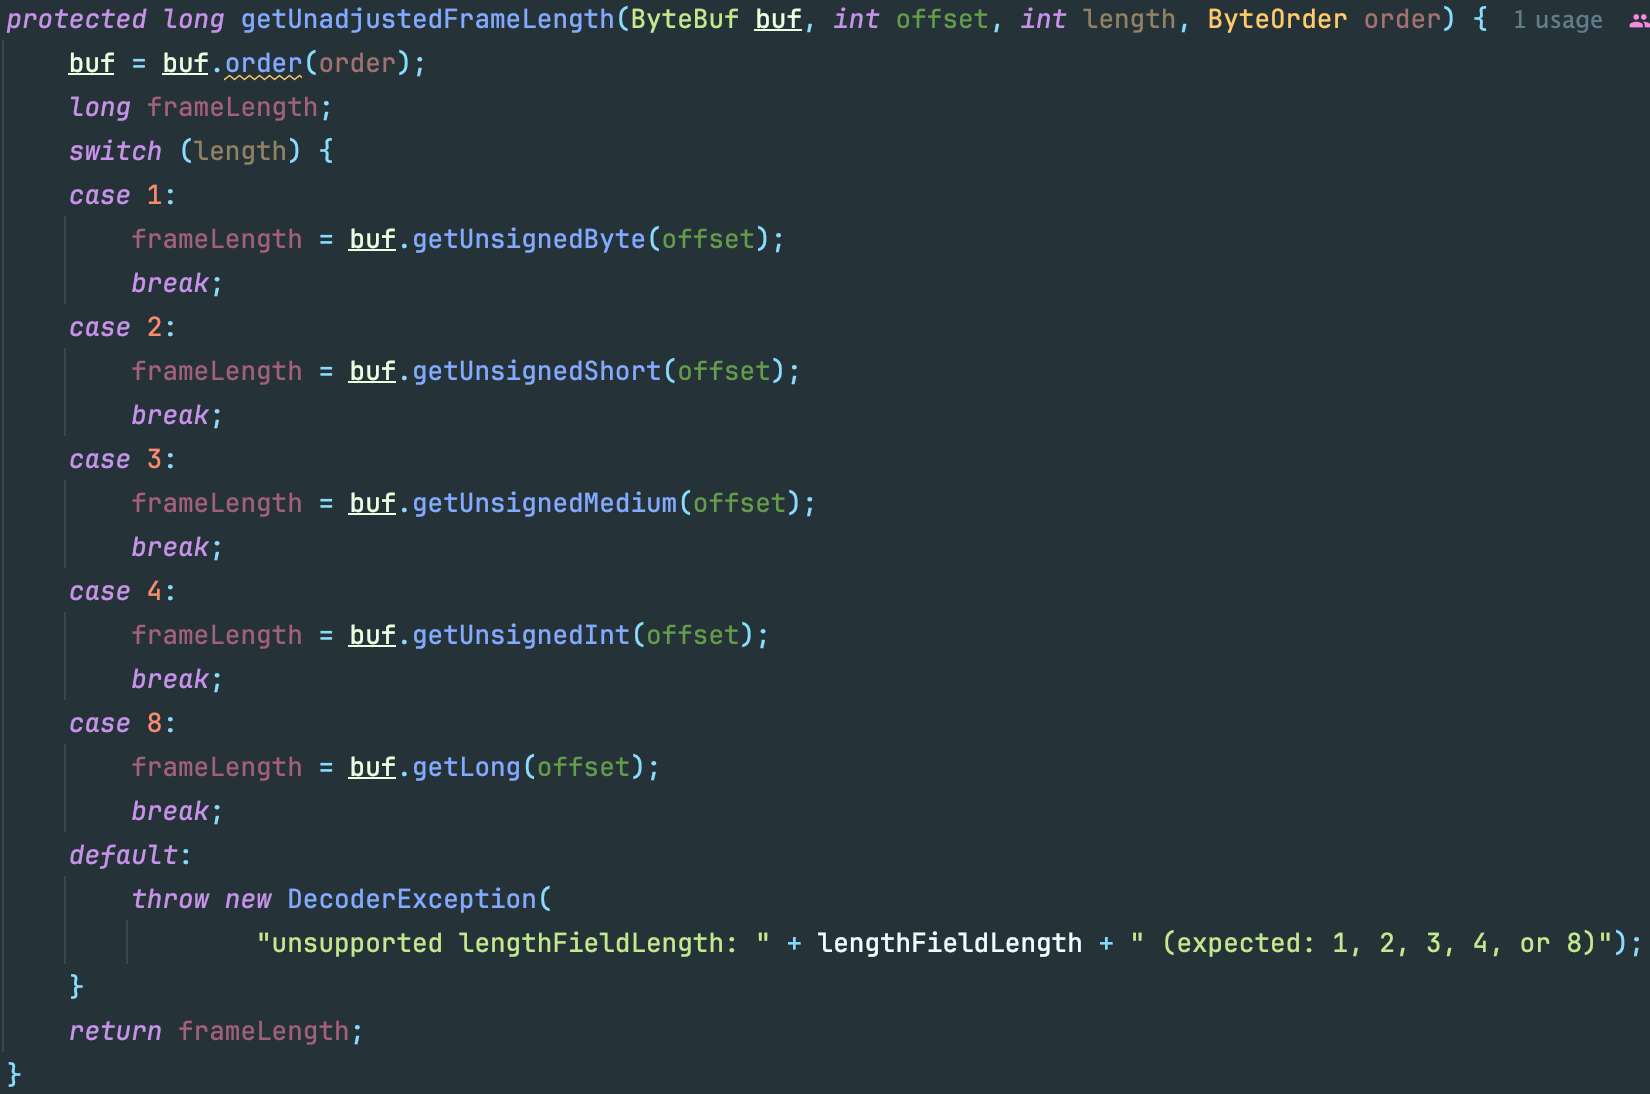 protected long getUnadjustedFrameLength(ByteBuf buf, int offset, int length, ByteOrder order) { 1 usage
    buf = buf.order(order);
    long frameLength;
    switch (length) {
    case 1:
        frameLength = buf.getUnsignedByte(offset);
        break;
    case 2:
        frameLength = buf.getUnsignedShort(offset);
        break;
    case 3:
        frameLength = buf.getUnsignedMedium(offset);
        break;
    case 4:
        frameLength = buf.getUnsignedInt(offset);
        break;
    case 8:
        frameLength = buf.getLong(offset);
        break;
    default:
        throw new DecoderException(
                "unsupported lengthFieldLength: " + lengthFieldLength + " (expected: 1, 2, 3, 4, or 8)");
    }
    return frameLength;
}